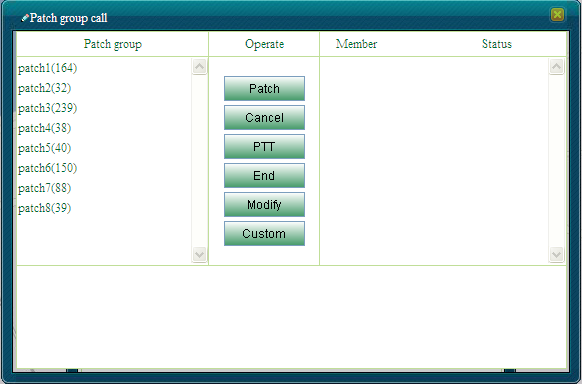 Patch group call
Patch group Operate Member Status
patch1(164)
patch2(32)
patch3(239)
patch4(38)
patch5(40)
patch6(150)
patch7(88)
patch8(39)
Patch
Cancel
PTT
End
Modify
Custom